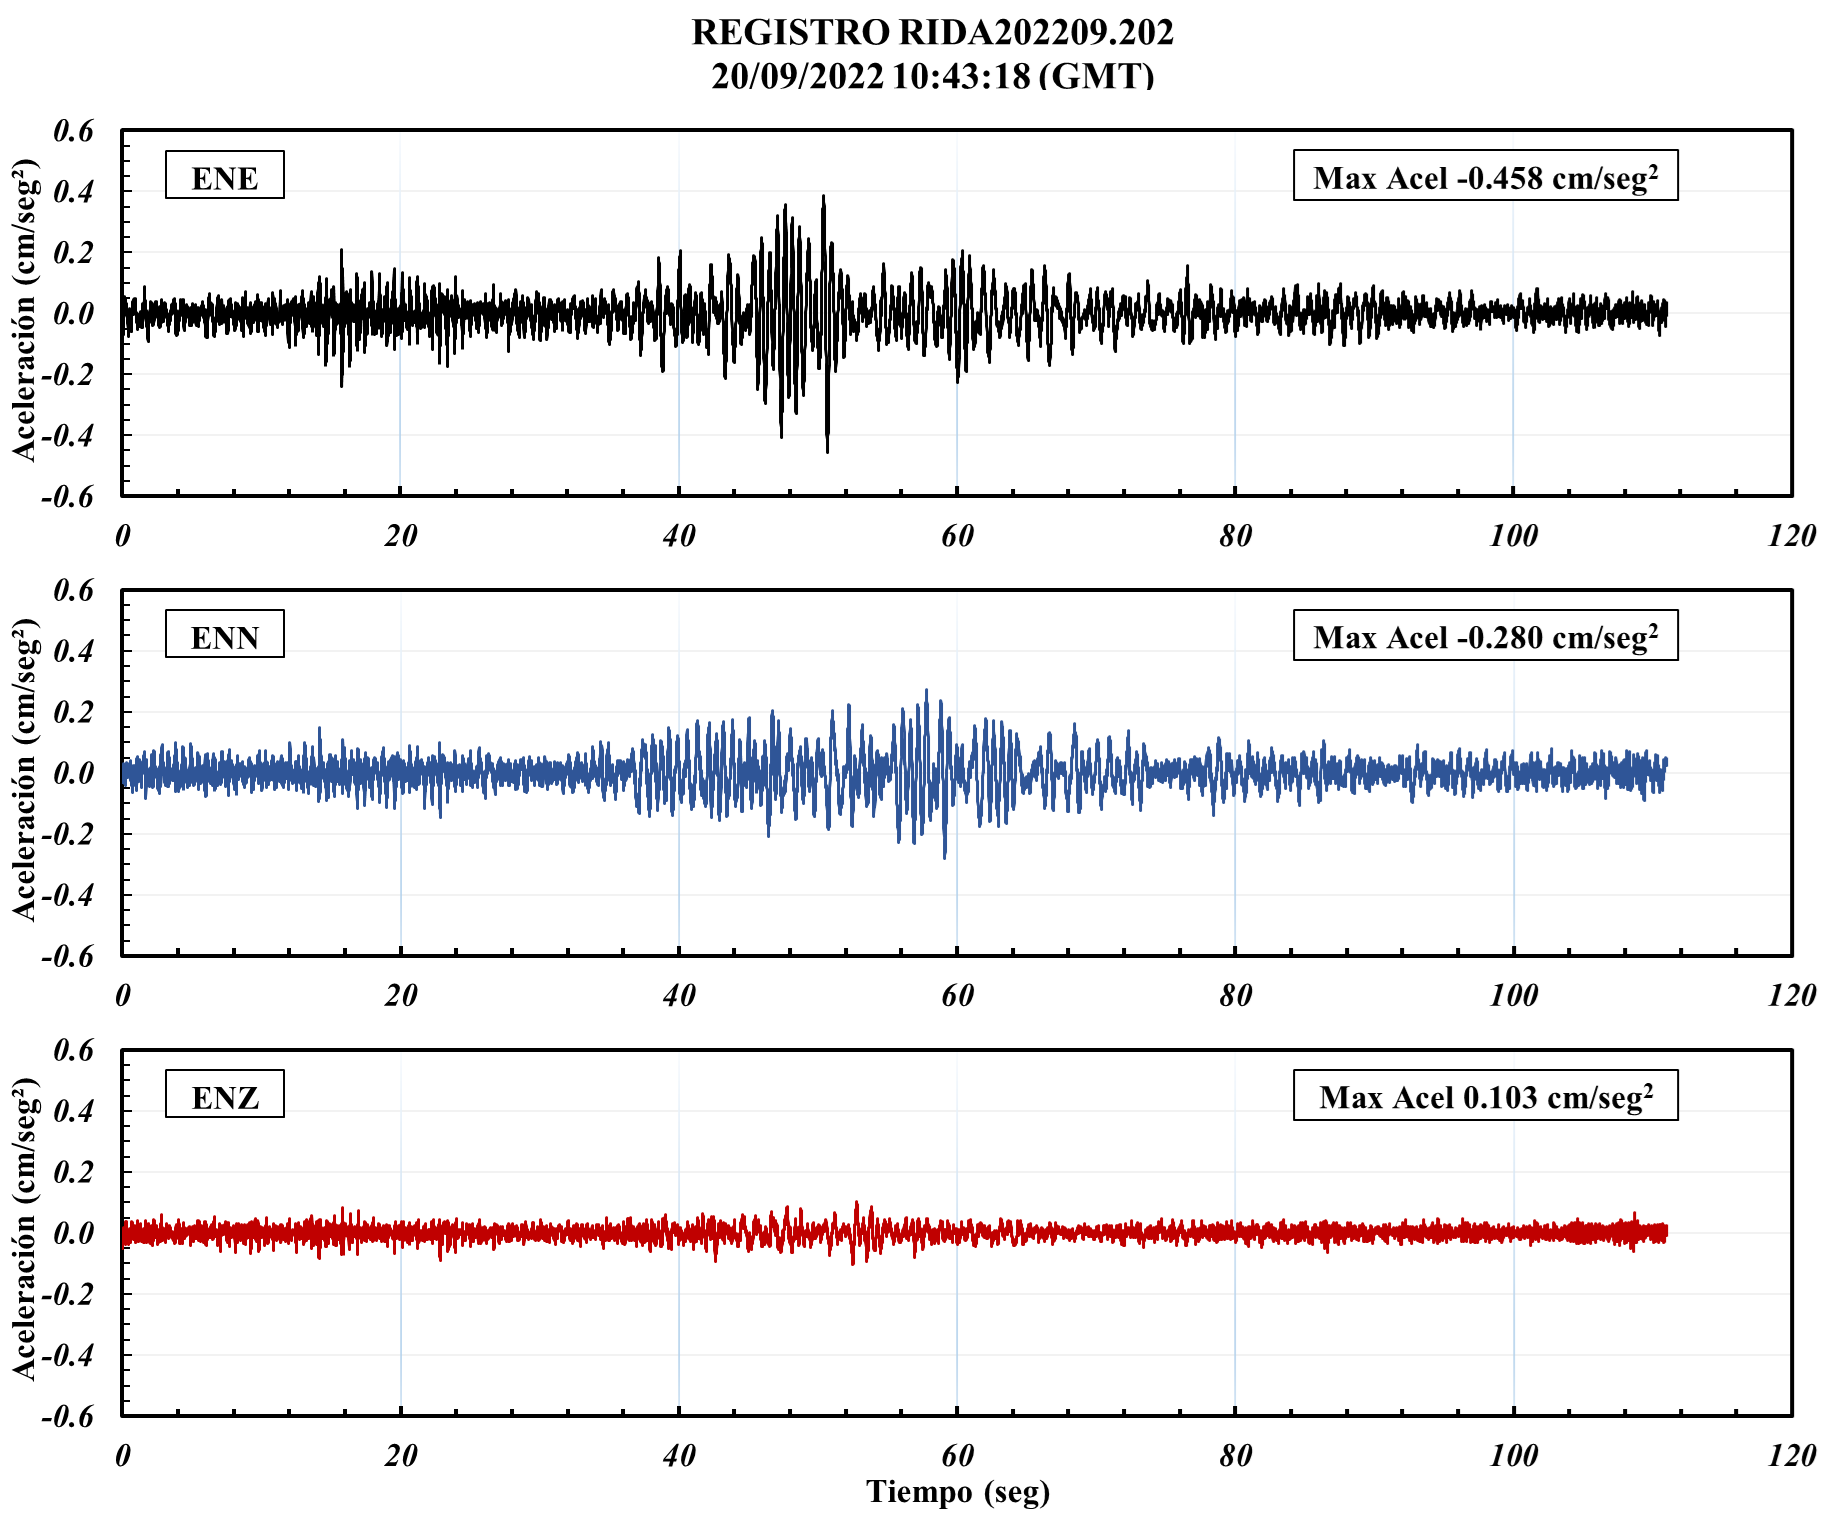 REGISTRO RIDA202209.202
20/09/2022 10:43:18 (GMT)
Aceleración (cm/seg²)
0.6
0.4
0.2
0.0
-0.2
-0.4
-0.6
ENE
Max Acel -0.458 cm/seg²
0 20 40 60 80 100 120
Aceleración (cm/seg²)
0.6
0.4
0.2
0.0
-0.2
-0.4
-0.6
ENN
Max Acel -0.280 cm/seg²
0 20 40 60 80 100 120
Aceleración (cm/seg²)
0.6
0.4
0.2
0.0
-0.2
-0.4
-0.6
ENZ
Max Acel 0.103 cm/seg²
0 20 40 60 80 100 120
Tiempo (seg)